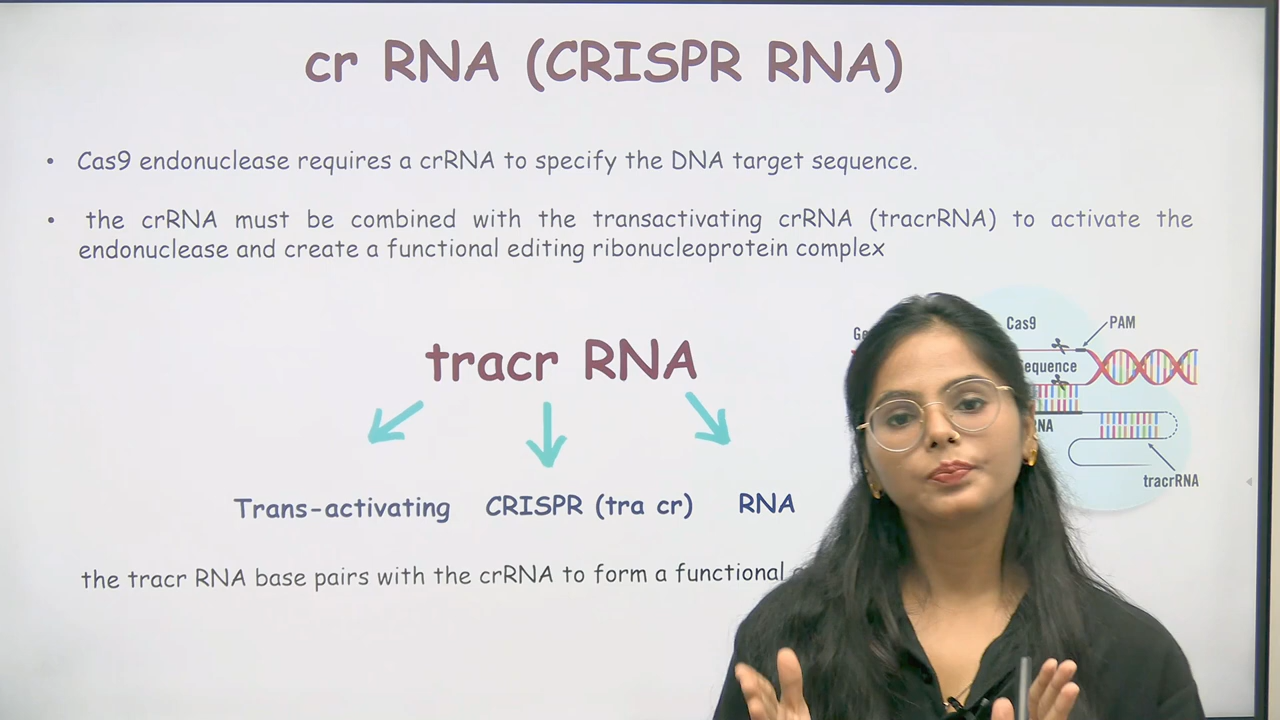 cr RNA (CRISPR RNA)
• Cas9 endonuclease requires a crRNA to specify the DNA target sequence.
• the crRNA must be combined with the transactivating crRNA (tracrRNA) to activate the
endonuclease and create a functional editing ribonucleoprotein complex
Cas9
PAM
tracr RNA
tracrRNA
Trans-activating CRISPR (tra cr) RNA
the tracr RNA base pairs with the crRNA to form a functional